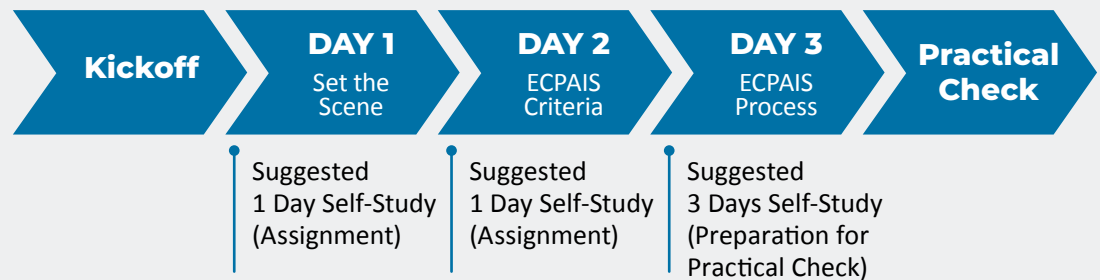 Kickoff
DAY 1
Set the
Scene
DAY 2
ECPAIS
Criteria
DAY 3
ECPAIS
Process
Practical
Check
Suggested
1 Day Self-Study
(Assignment)
Suggested
1 Day Self-Study
(Assignment)
Suggested
3 Days Self-Study
(Preparation for
Practical Check)